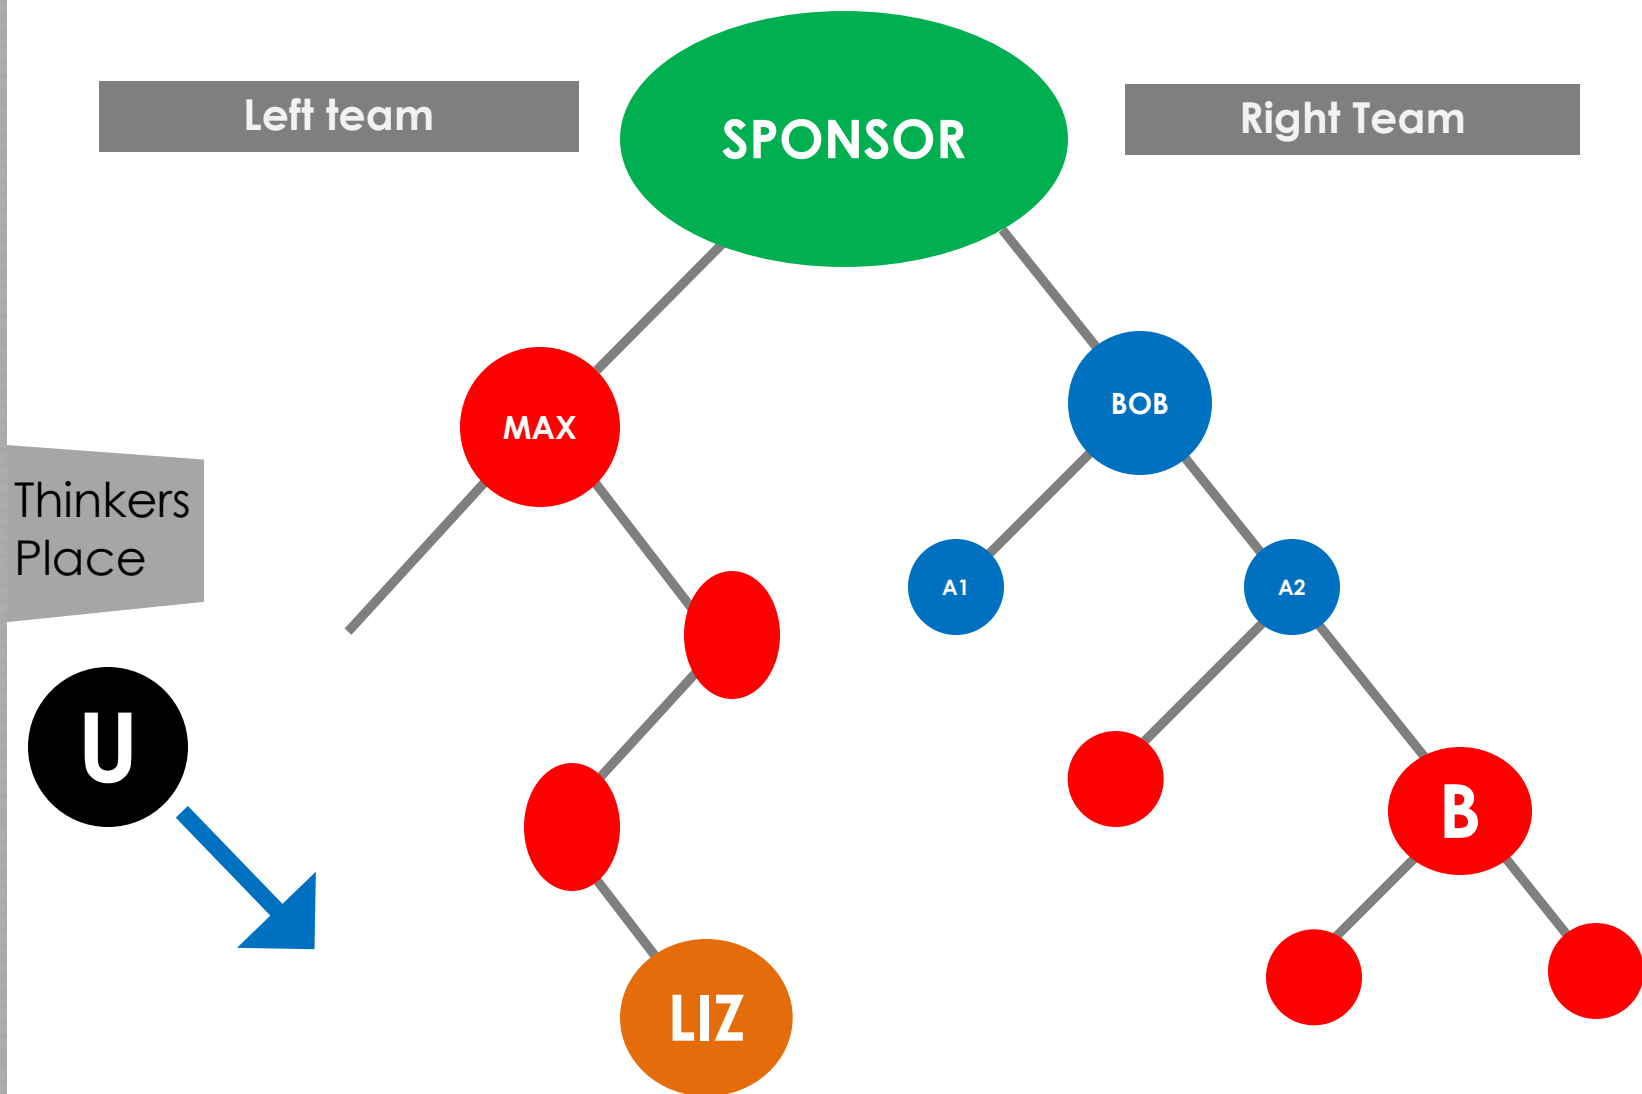 Left team
SPONSOR
Right Team
MAX
BOB
Thinkers
Place
A1
A2
U
B
LIZ